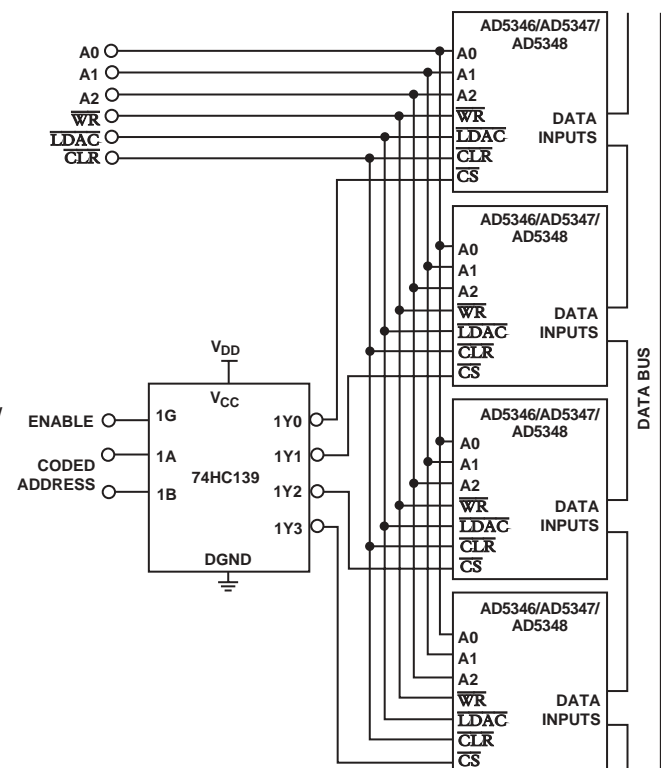 A0
A1
A2
WR
LDAC
CLR
AD5346/AD5347/
AD5348
A0
A1
A2
WR
LDAC
CLR
CS
DATA
INPUTS
AD5346/AD5347/
AD5348
A0
A1
A2
WR
LDAC
CLR
CS
DATA
INPUTS
DATA BUS
VDD
VCC
ENABLE
CODED
ADDRESS
1G
1A
1B
74HC139
1Y0
1Y1
1Y2
1Y3
DGND
AD5346/AD5347/
AD5348
A0
A1
A2
WR
LDAC
CLR
CS
DATA
INPUTS
AD5346/AD5347/
AD5348
A0
A1
A2
WR
LDAC
CLR
CS
DATA
INPUTS